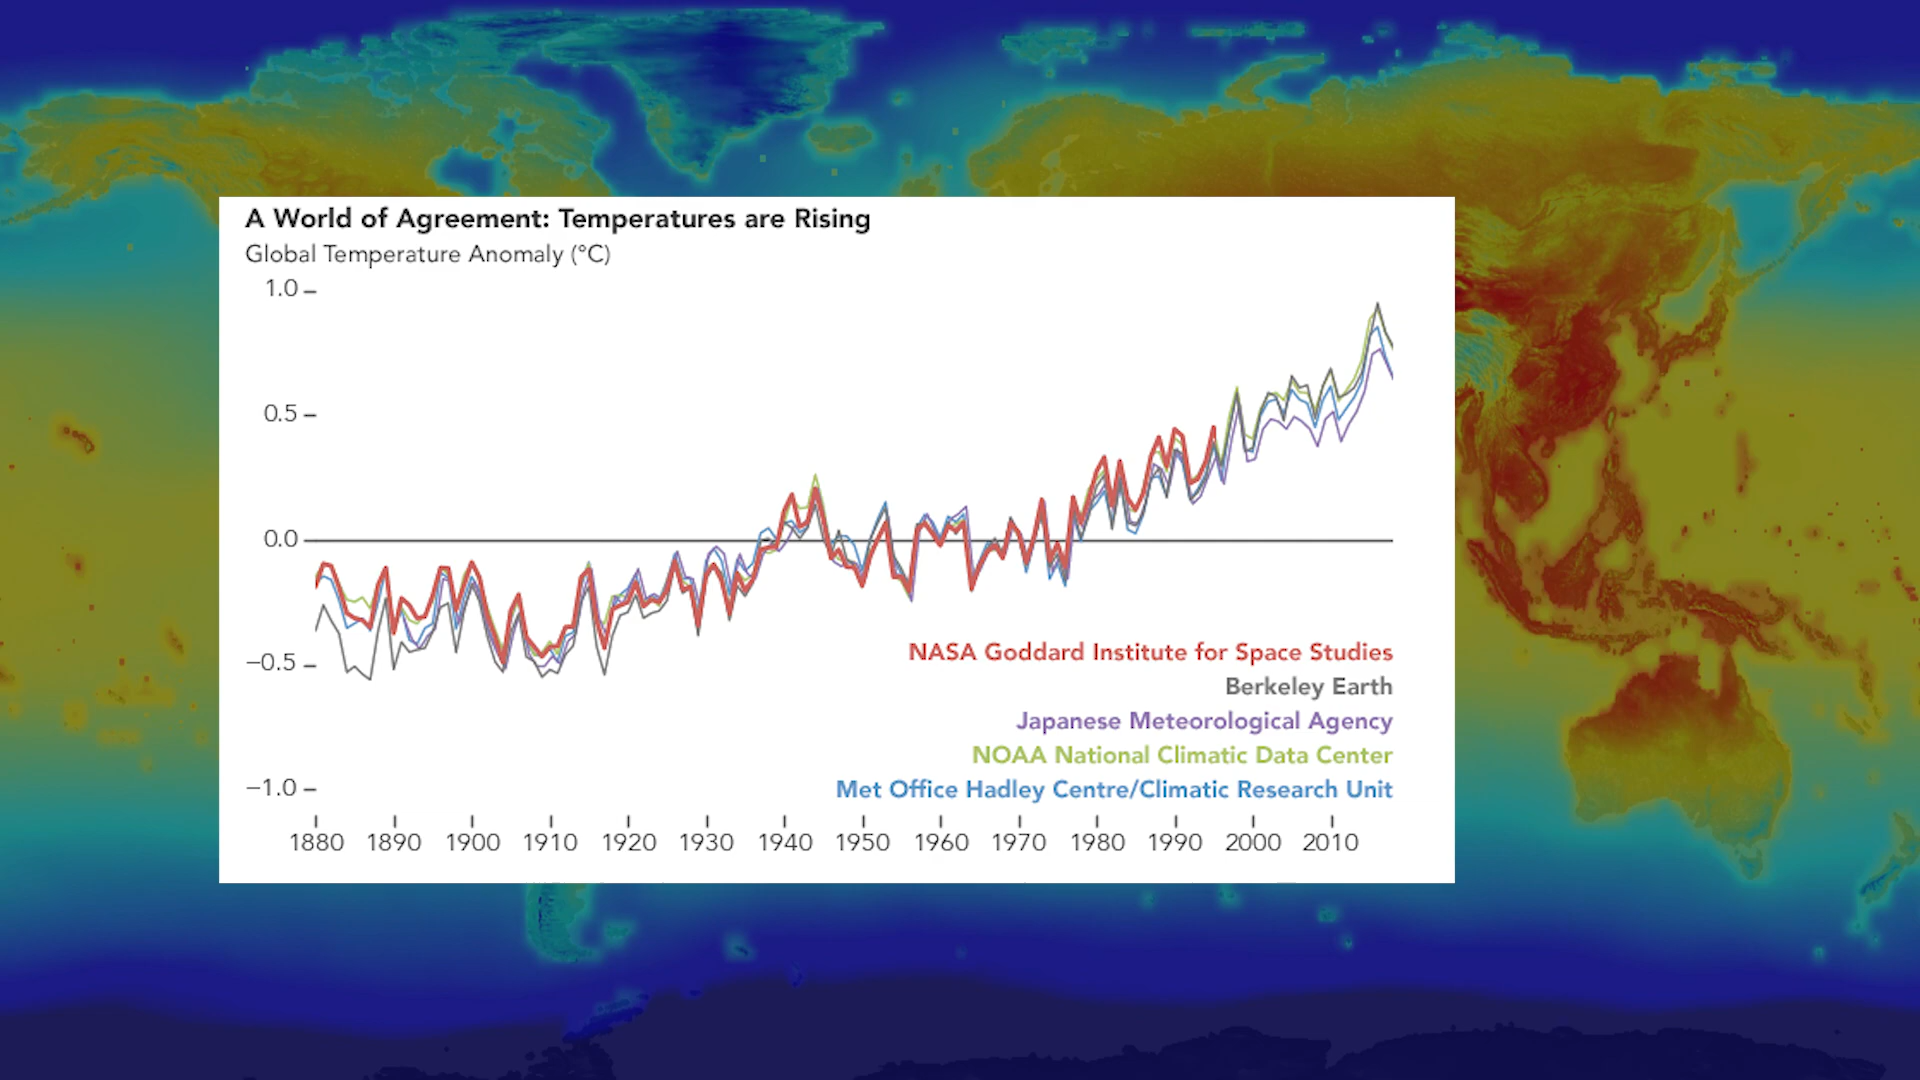 A World of Agreement: Temperatures are Rising
Global Temperature Anomaly (°C)
1.0
0.5
0.0
−0.5
−1.0
NASA Goddard Institute for Space Studies
Berkeley Earth
Japanese Meteorological Agency
NOAA National Climatic Data Center
Met Office Hadley Centre/Climatic Research Unit
1880 1890 1900 1910 1920 1930 1940 1950 1960 1970 1980 1990 2000 2010